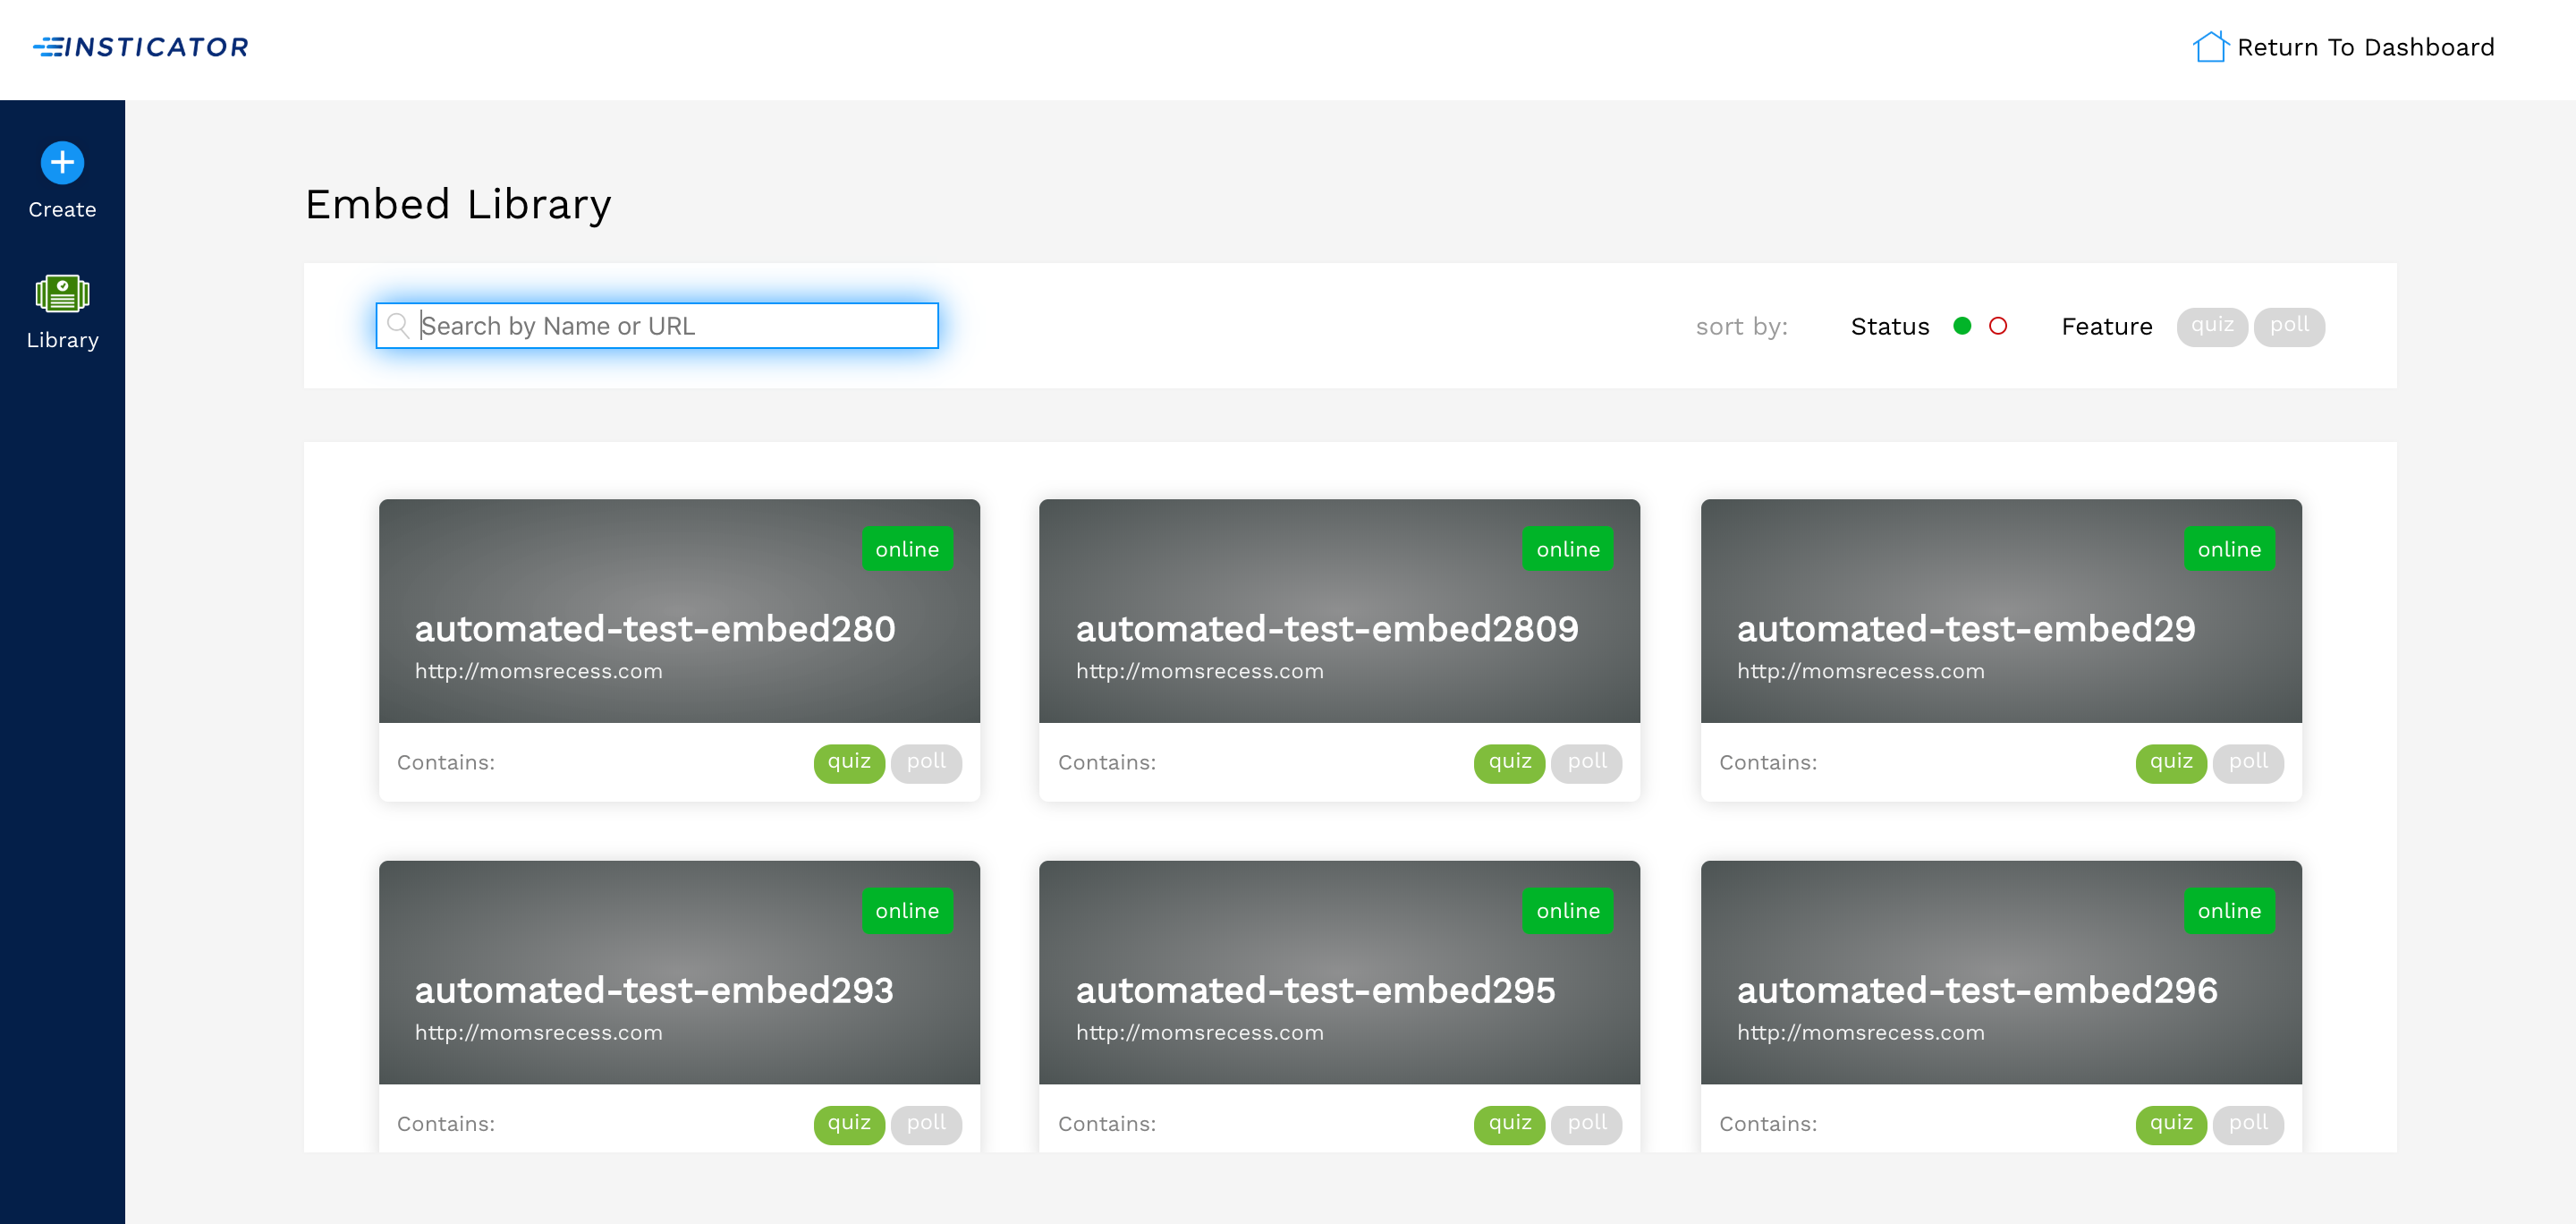 INSTICATOR
Return To Dashboard
Create
Library
Embed Library
Search by Name or URL
sort by:
Status
Feature
quiz
poll
online
automated-test-embed280
http://momsrecess.com
Contains:
quiz
poll
online
automated-test-embed2809
http://momsrecess.com
Contains:
quiz
poll
online
automated-test-embed29
http://momsrecess.com
Contains:
quiz
poll
online
automated-test-embed293
http://momsrecess.com
Contains:
quiz
poll
online
automated-test-embed295
http://momsrecess.com
Contains:
quiz
poll
online
automated-test-embed296
http://momsrecess.com
Contains:
quiz
poll